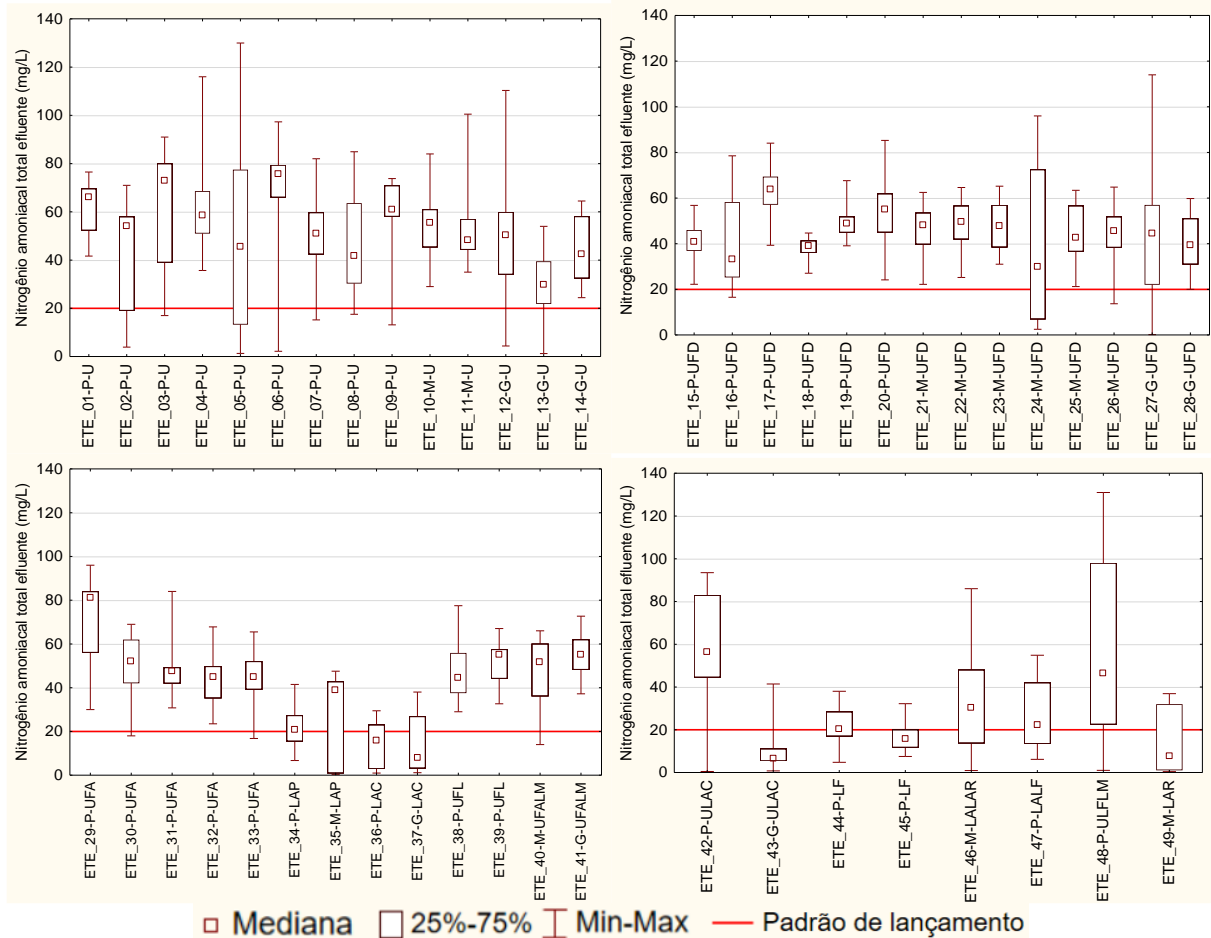 Nitrogênio amoniacal total efluente (mg/L)
140
120
100
80
60
40
20
0
ETE_01-P-U
ETE_02-P-U
ETE_03-P-U
ETE_04-P-U
ETE_05-P-U
ETE_06-P-U
ETE_07-P-U
ETE_08-P-U
ETE_09-P-U
ETE_10-M-U
ETE_11-M-U
ETE_12-G-U
ETE_13-G-U
ETE_14-G-U
Nitrogênio amoniacal total efluente (mg/L)
140
120
100
80
60
40
20
0
ETE_15-P-UFD
ETE_16-P-UFD
ETE_17-P-UFD
ETE_18-P-UFD
ETE_19-P-UFD
ETE_20-P-UFD
ETE_21-M-UFD
ETE_22-M-UFD
ETE_23-M-UFD
ETE_24-M-UFD
ETE_25-M-UFD
ETE_26-M-UFD
ETE_27-G-UFD
ETE_28-G-UFD
Nitrogênio amoniacal total efluente (mg/L)
140
120
100
80
60
40
20
0
ETE_29-P-UFA
ETE_30-P-UFA
ETE_31-P-UFA
ETE_32-P-UFA
ETE_33-P-UFA
ETE_34-P-LAP
ETE_35-M-LAP
ETE_36-P-LAC
ETE_37-G-LAC
ETE_38-P-UFL
ETE_39-P-UFL
ETE_40-M-UFALM
ETE_41-G-UFALM
Nitrogênio amoniacal total efluente (mg/L)
140
120
100
80
60
40
20
0
ETE_42-P-ULAC
ETE_43-G-ULAC
ETE_44-P-LF
ETE_45-P-LF
ETE_46-M-LALAR
ETE_47-P-LALF
ETE_48-P-ULFLM
ETE_49-M-LAR
Mediana 25%-75% Min-Max Padrão de lançamento